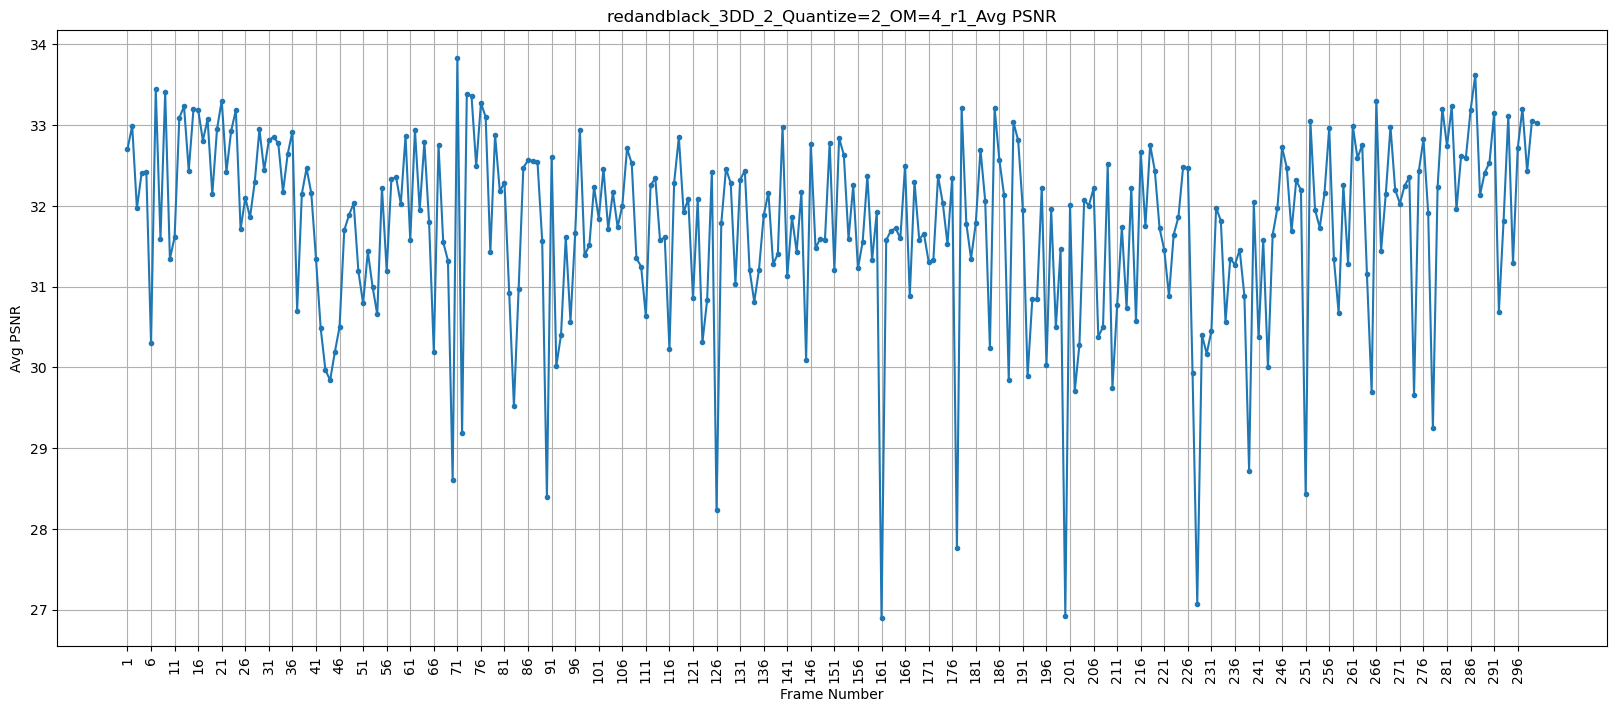 redandblack_3DD_2_Quantize=2_OM=4_r1_Avg PSNR
34
33
32
31
30
29
28
27
Avg PSNR
1 6 11 16 21 26 31 36 41 46 51 56 61 66 71 76 81 86 91 96 101 106 111 116 121 126 131 136 141 146 151 156 161 166 171 176 181 186 191 196 201 206 211 216 221 226 231 236 241 246 251 256 261 266 271 276 281 286 291 296
Frame Number